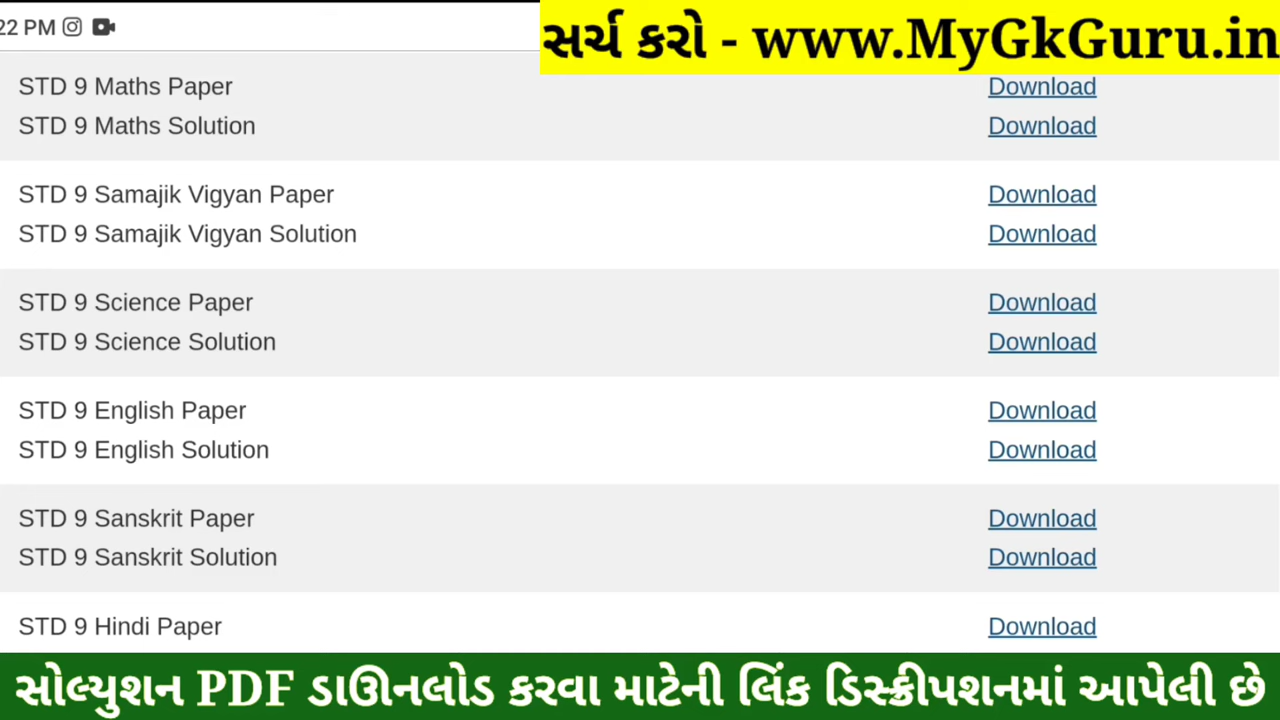 22 PM
સર્ચ કરો - www.MyGkGuru.in
STD 9 Maths Paper Download
STD 9 Maths Solution Download
STD 9 Samajik Vigyan Paper Download
STD 9 Samajik Vigyan Solution Download
STD 9 Science Paper Download
STD 9 Science Solution Download
STD 9 English Paper Download
STD 9 English Solution Download
STD 9 Sanskrit Paper Download
STD 9 Sanskrit Solution Download
STD 9 Hindi Paper Download
સોલ્યુશન PDF ડાઊનલોડ કરવા માટેની લિંક ડિસ્ક્રીપશનમાં આપેલી છે